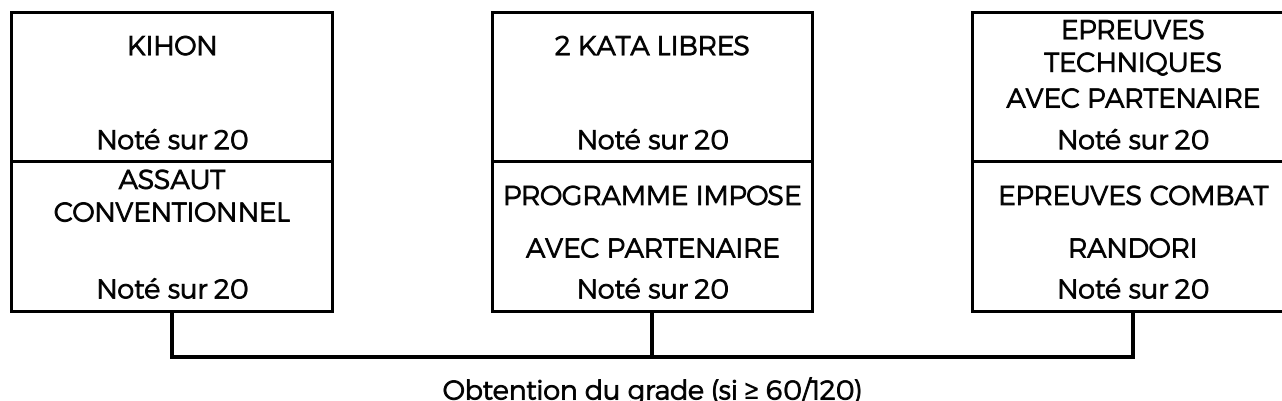 KIHON
Noté sur 20
ASSAUT
CONVENTIONNEL
Noté sur 20
2 KATA LIBRES
Noté sur 20
PROGRAMME IMPOSE
AVEC PARTENAIRE
Noté sur 20
EPREUVES
TECHNIQUES
AVEC PARTENAIRE
Noté sur 20
EPREUVES COMBAT
RANDORI
Noté sur 20
Obtention du grade (si ≥ 60/120)